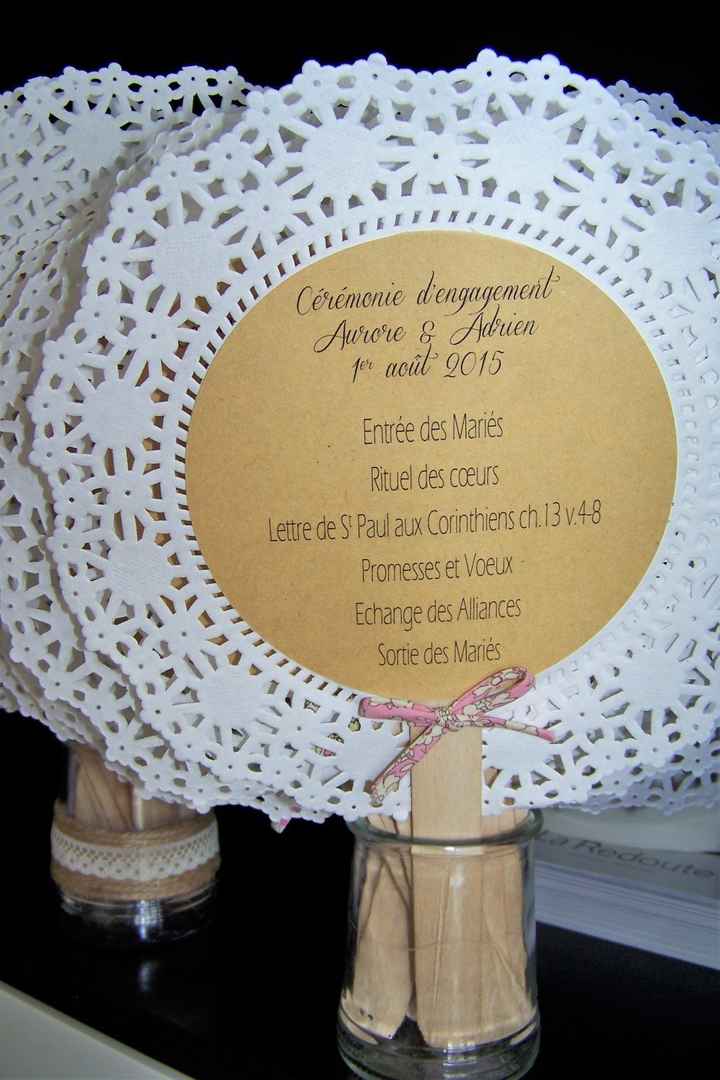 Cérémonie d'engagement
Aurore & Adrien
1er août 2015
Entrée des Mariés
Rituel des cœurs
Lettre de St Paul aux Corinthiens ch.13 v.4-8
Promesses et Voeux
Echange des Alliances
Sortie des Mariés
La Redoute